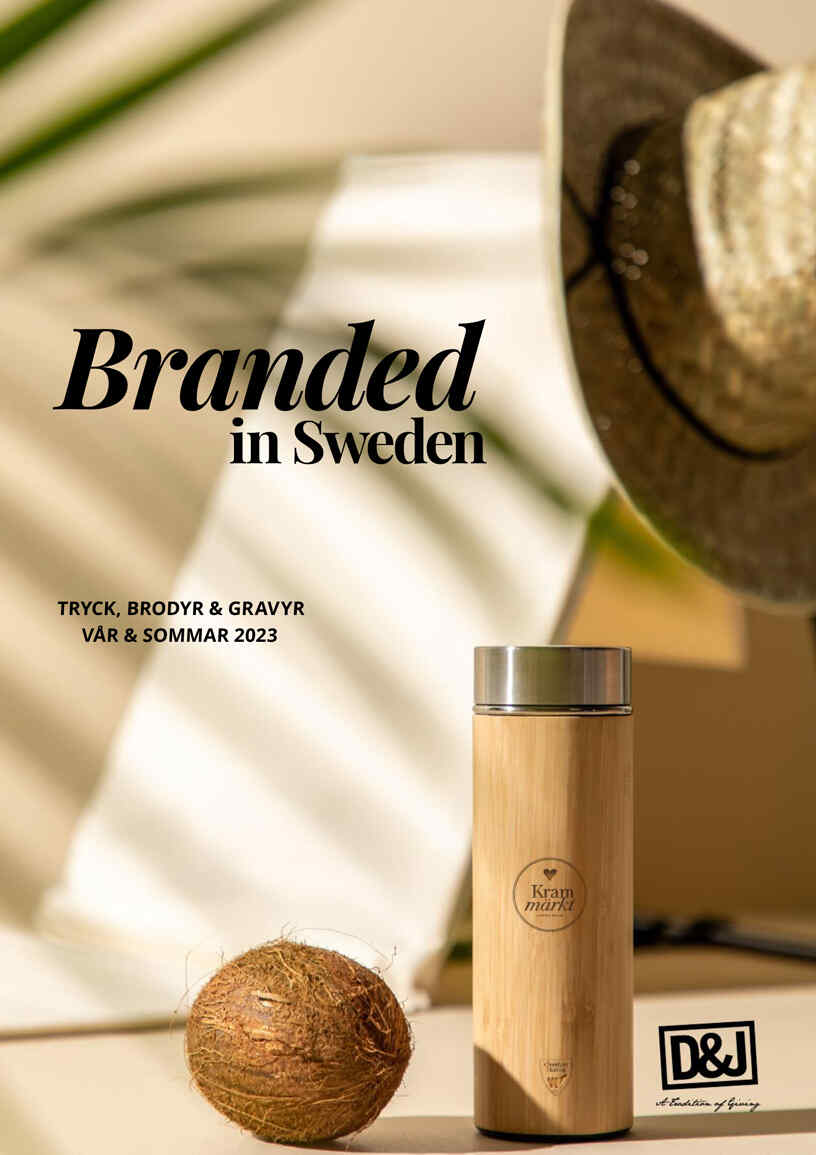 Branded
in Sweden
TRYCK, BRODYR & GRAVYR
VÅR & SOMMAR 2023
Kram
märkt
D&J
A Tradition of Giving